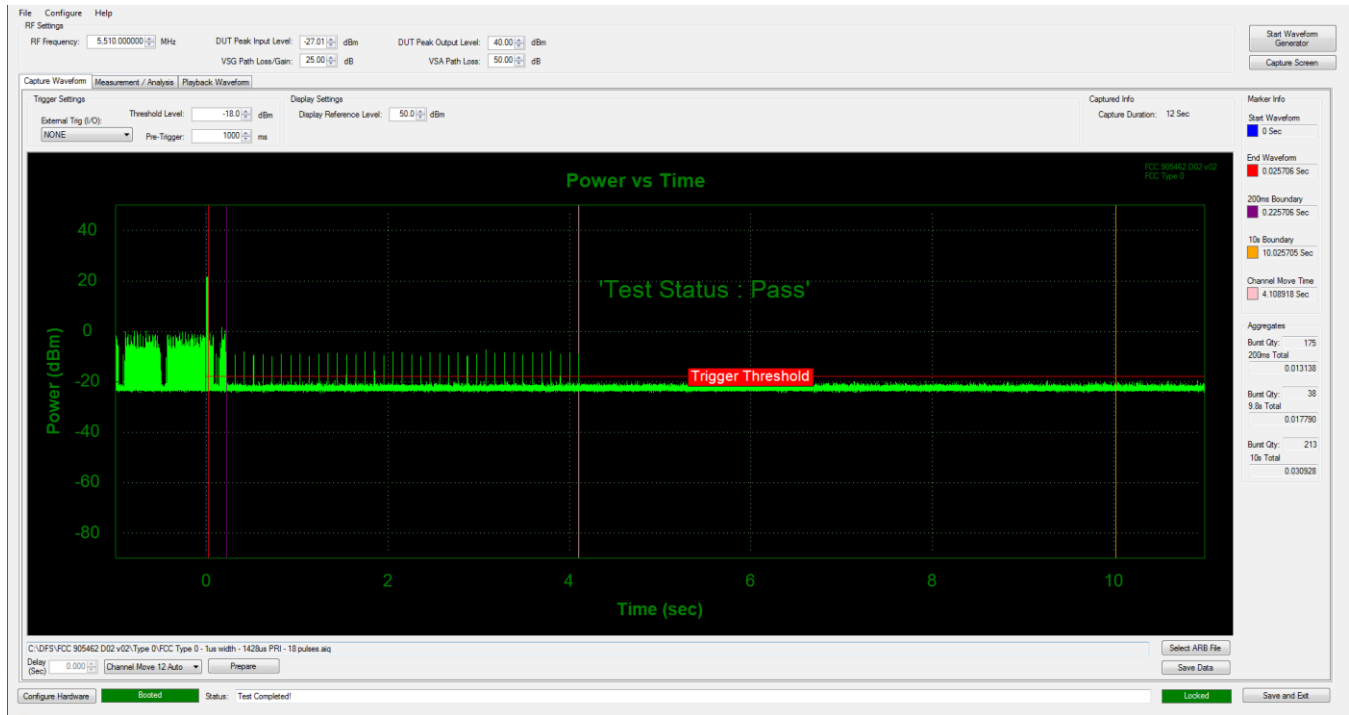 File Configure Help
RF Settings
RF Frequency: 5.510.000000 MHz DUT Peak Input Level: -27.01 dBm DUT Peak Output Level: 40.00 dBm
VSG Path Loss/Gain: 25.00 dB VSA Path Loss: 50.00 dB
Start Waveform
Generator
Capture Screen
Capture Waveform Measurement / Analysis Playback Waveform
Trigger Settings
External Trig (I/O):
NONE
Threshold Level: -18.0 dBm
Pre-Trigger: 1000 ms
Display Settings
Display Reference Level: 50.0 dBm
Captured Info
Capture Duration: 12 Sec
Marker Info
Start Waveform
0 Sec
End Waveform
0.025706 Sec
200ms Boundary
0.225706 Sec
10s Boundary
10.025705 Sec
Channel Move Time
4.108918 Sec
Aggregates
Burst Qty: 175
200ms Total
0.013138
Burst Qty: 38
9.8s Total
0.017790
Burst Qty: 213
10s Total
0.030928
FCC 905462 D02 v02
FCC Type 0
Power vs Time
'Test Status : Pass'
Trigger Threshold
Power (dBm)
40
20
0
-20
-40
-60
-80
0 2 4 6 8 10
Time (sec)
C:\DFS\FCC 905462 D02 v02\Type 0\FCC Type 0 - 1us width - 1428us PRI - 18 pulses.aiq
Select ARB File
Delay
(Sec) 0.000 Channel Move 12 Auto Prepare
Save Data
Configure Hardware Booted Status: Test Completed! Locked Save and Exit